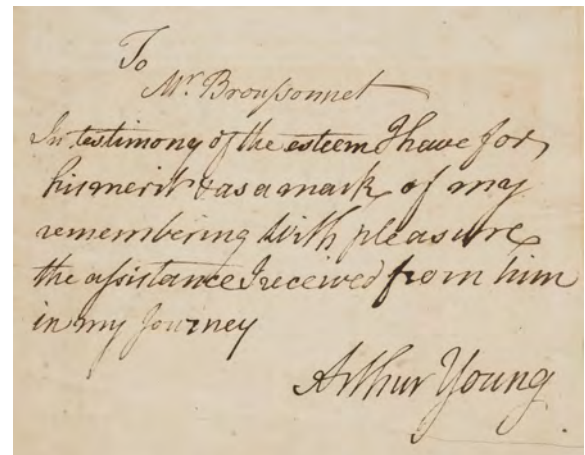 To
Mr. Broussonnet
In testimony of the esteem I have for
his merit & as a mark of my
remembering with pleasure
the assistance I received from him
in my Journey
Arthur Young